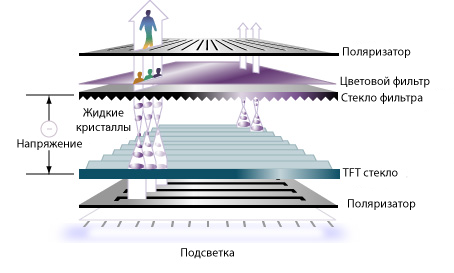 Поляризатор
Цветовой фильтр
Стекло фильтра
Жидкие
кристаллы
Напряжение
TFT стекло
Поляризатор
Подсветка